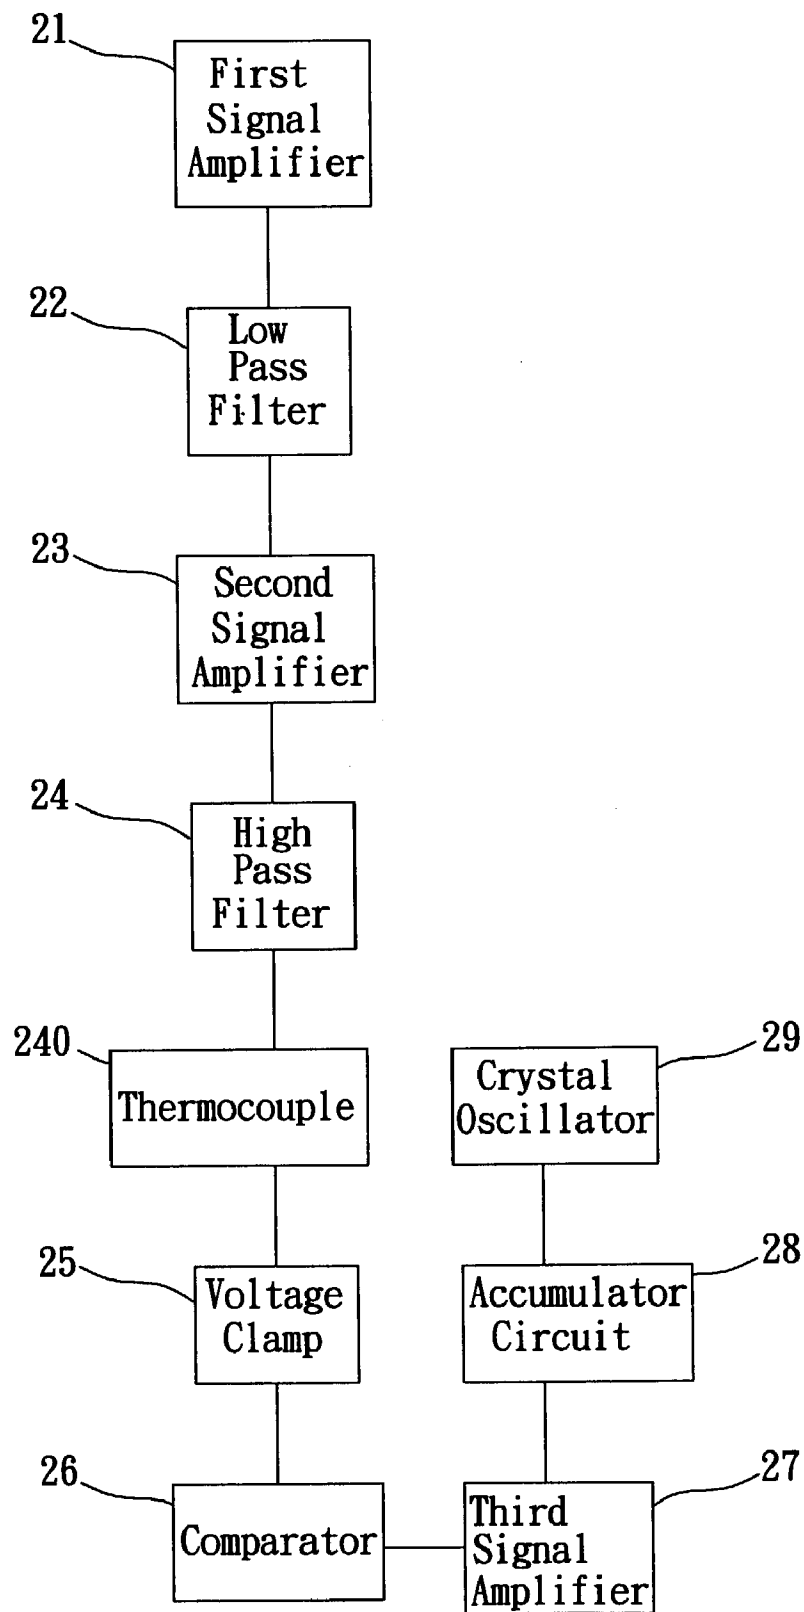 21
First
Signal
Amplifier
22
Low
Pass
Filter
23
Second
Signal
Amplifier
24
High
Pass
Filter
240
Thermocouple
29
Crystal
Oscillator
25
Voltage
Clamp
28
Accumulator
Circuit
26
Comparator
27
Third
Signal
Amplifier